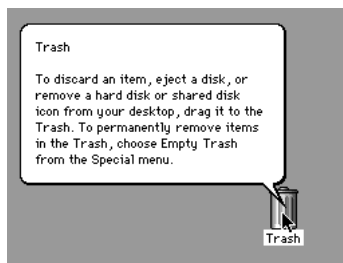 Trash
To discard an item, eject a disk, or
remove a hard disk or shared disk
icon from your desktop, drag it to the
Trash. To permanently remove items
in the Trash, choose Empty Trash
from the Special menu.
Trash